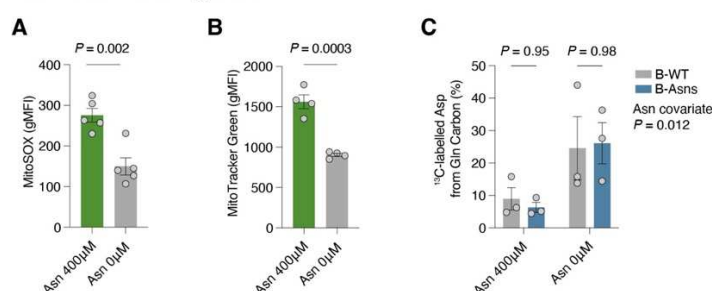 A
P = 0.002
MitoSOX (gMFI)
400
300
200
100
0
Asn 400µM
Asn 0µM
B
P = 0.0003
MitoTracker Green (gMFI)
2000
1500
1000
500
0
Asn 400µM
Asn 0µM
C
P = 0.95
P = 0.98
¹³C-labelled Asp
from Gln Carbon (%)
50
40
30
20
10
0
Asn 400µM
Asn 0µM
B-WT
B-Asns
Asn covariate
P = 0.012